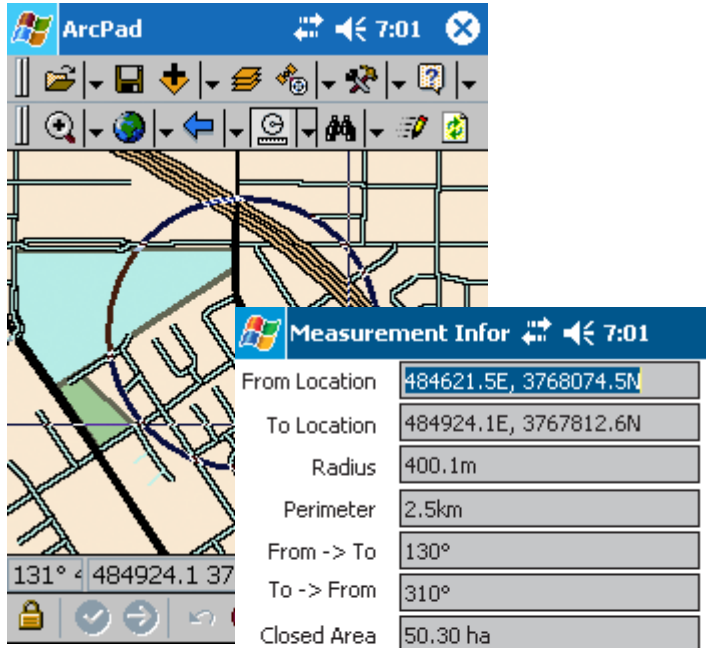 ArcPad 7:01
Measurement Infor 7:01
From Location 484621.5E, 3768074.5N
To Location 484924.1E, 3767812.6N
Radius 400.1m
Perimeter 2.5km
From -> To 130°
To -> From 310°
Closed Area 50.30 ha
131° 484924.1 37